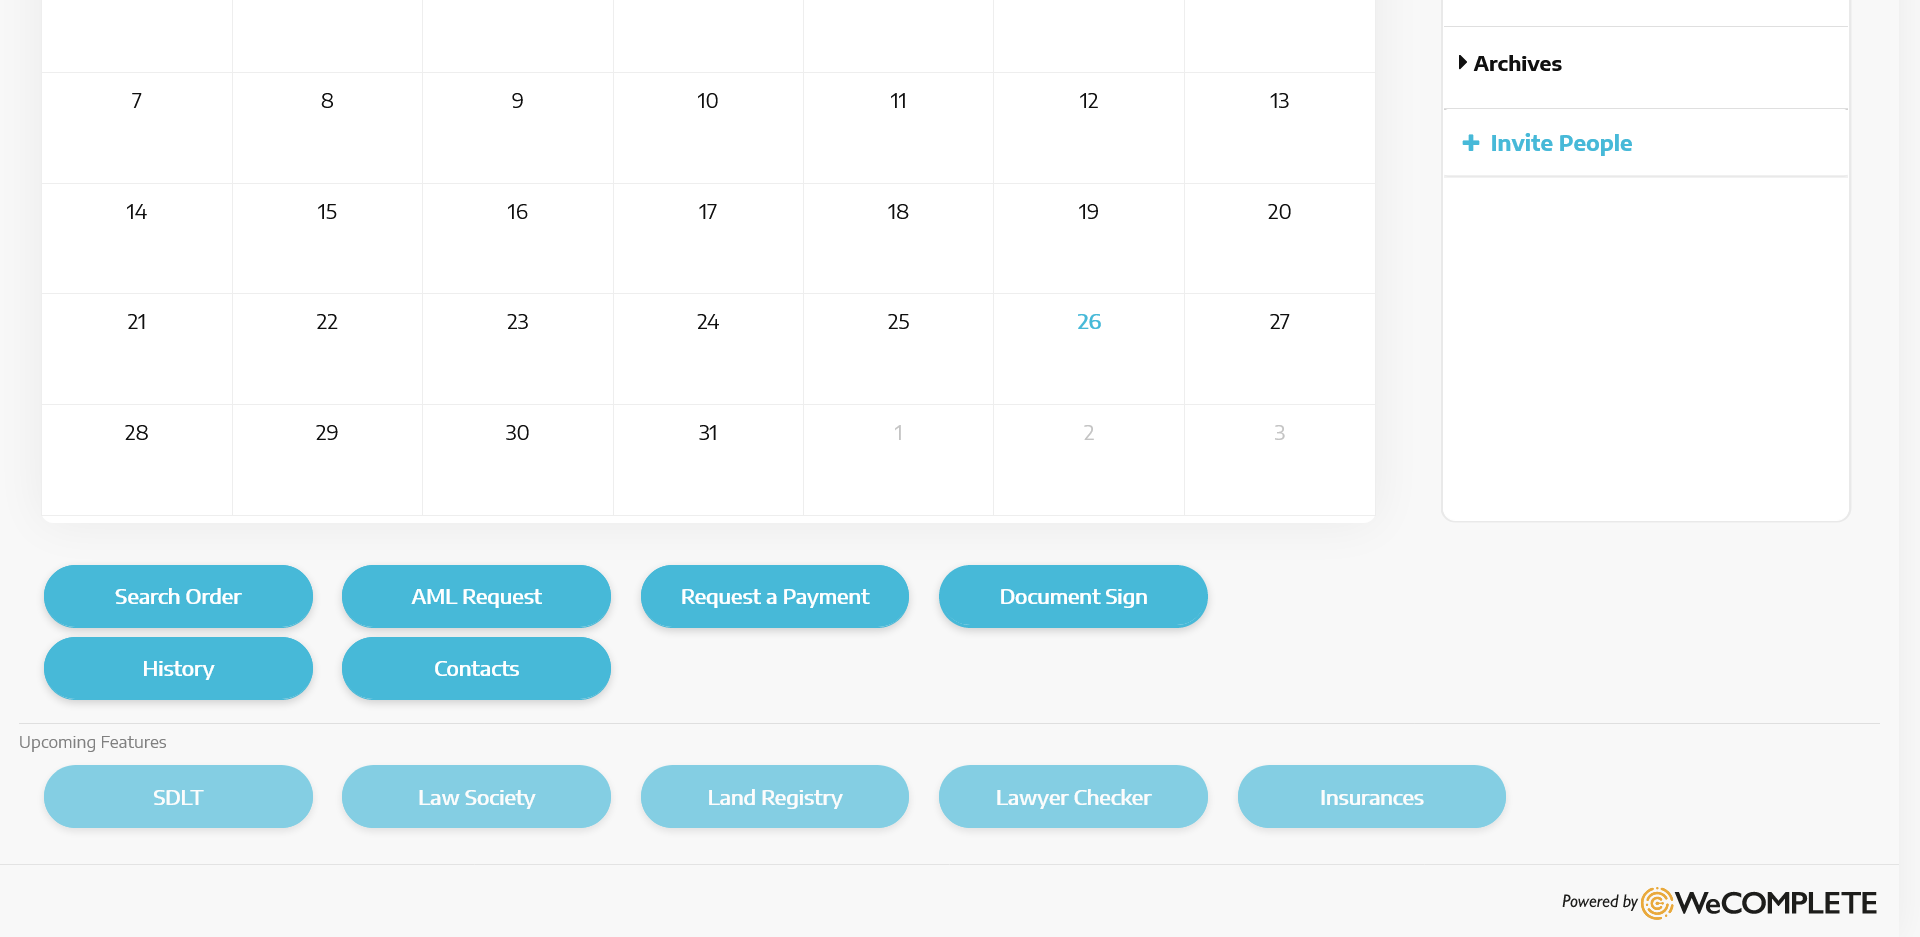 Archives
+ Invite People
7 8 9 10 11 12 13
14 15 16 17 18 19 20
21 22 23 24 25 26 27
28 29 30 31 1 2 3
Search Order AML Request Request a Payment Document Sign
History Contacts
Upcoming Features
SDLT Law Society Land Registry Lawyer Checker Insurances
Powered by WeCOMPLETE